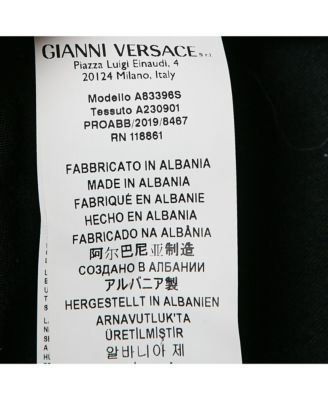 GIANNI VERSACE S.r.l.
Piazza Luigi Einaudi, 4
20124 Milano, Italy
Modello A83396S
Tessuto A230901
PROABB/2019/8467
RN 118861
FABBRICATO IN ALBANIA
MADE IN ALBANIA
FABRIQUÉ EN ALBANIE
HECHO EN ALBANIA
FABRICADO NA ALBÂNIA
阿尔巴尼亚制造
СОЗДАНО В АЛБАНИИ
アルバニア製
HERGESTELLT IN ALBANIEN
ARNAVUTLUK'TA
ÜRETİLMİŞTİR
알바니아 제